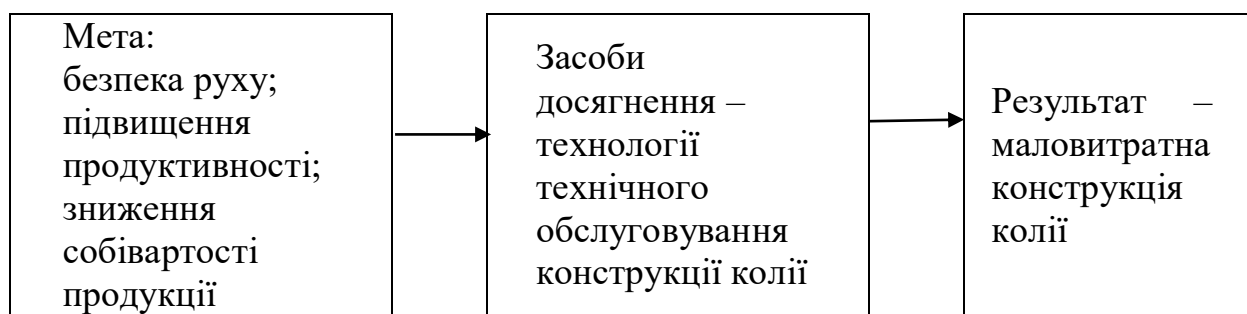 Мета:
безпека руху;
підвищення
продуктивності;
зниження
собівартості
продукції
Засоби
досягнення –
технології
технічного
обслуговування
конструкції колії
Результат –
маловитратна
конструкція
колії